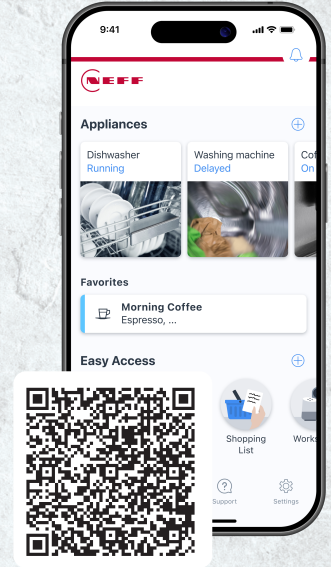 9:41
NEFF
Appliances
Dishwasher
Running
Washing machine
Delayed
Cof
On
Favorites
Morning Coffee
Espresso, ...
Easy Access
Shopping
List
Works
Support
Settings